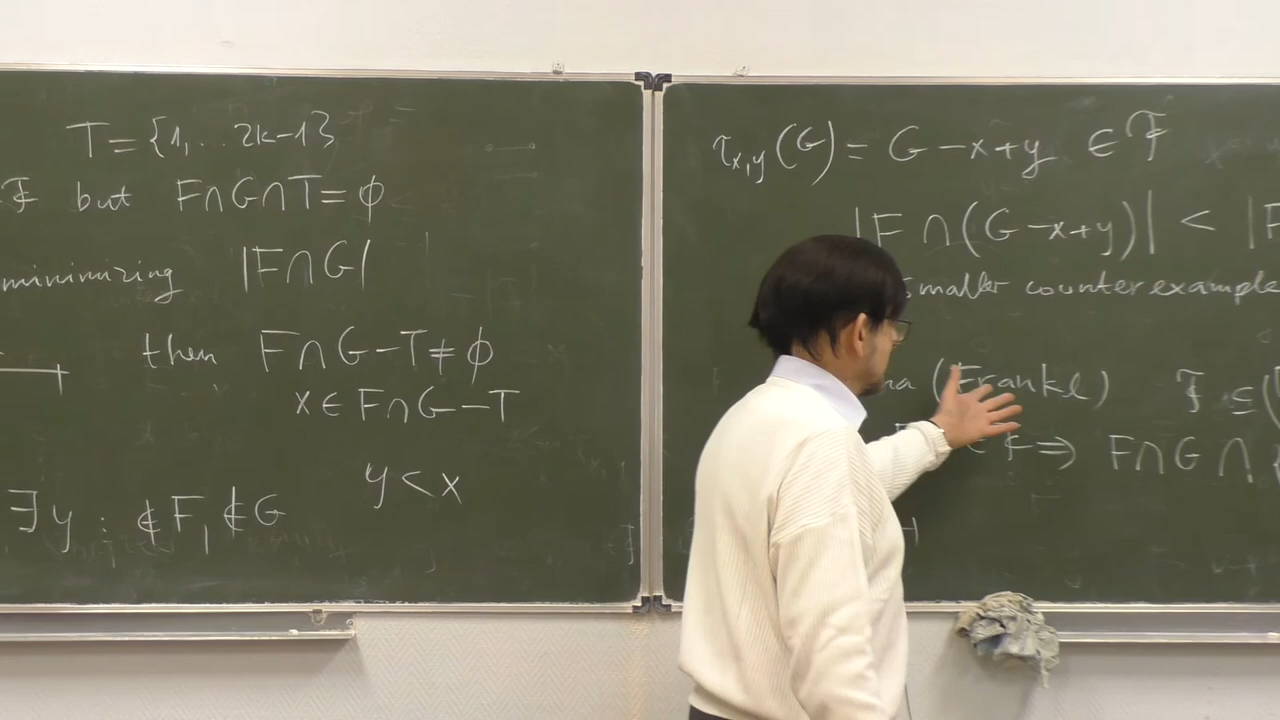 T = {1, ... 2k-1}
ℱ but F∩G∩T = ϕ
minimizing |F∩G|
then F∩G-T ≠ ϕ
x ∈ F∩G-T
y < x
∃ y : ∉F, ∉G
τx,y(G) = G-x+y ∈ ℱ
|F∩(G-x+y)| < |F
smaller counterexample
(Frankl) ℱ ⊆ (
⇒ F∩G∩